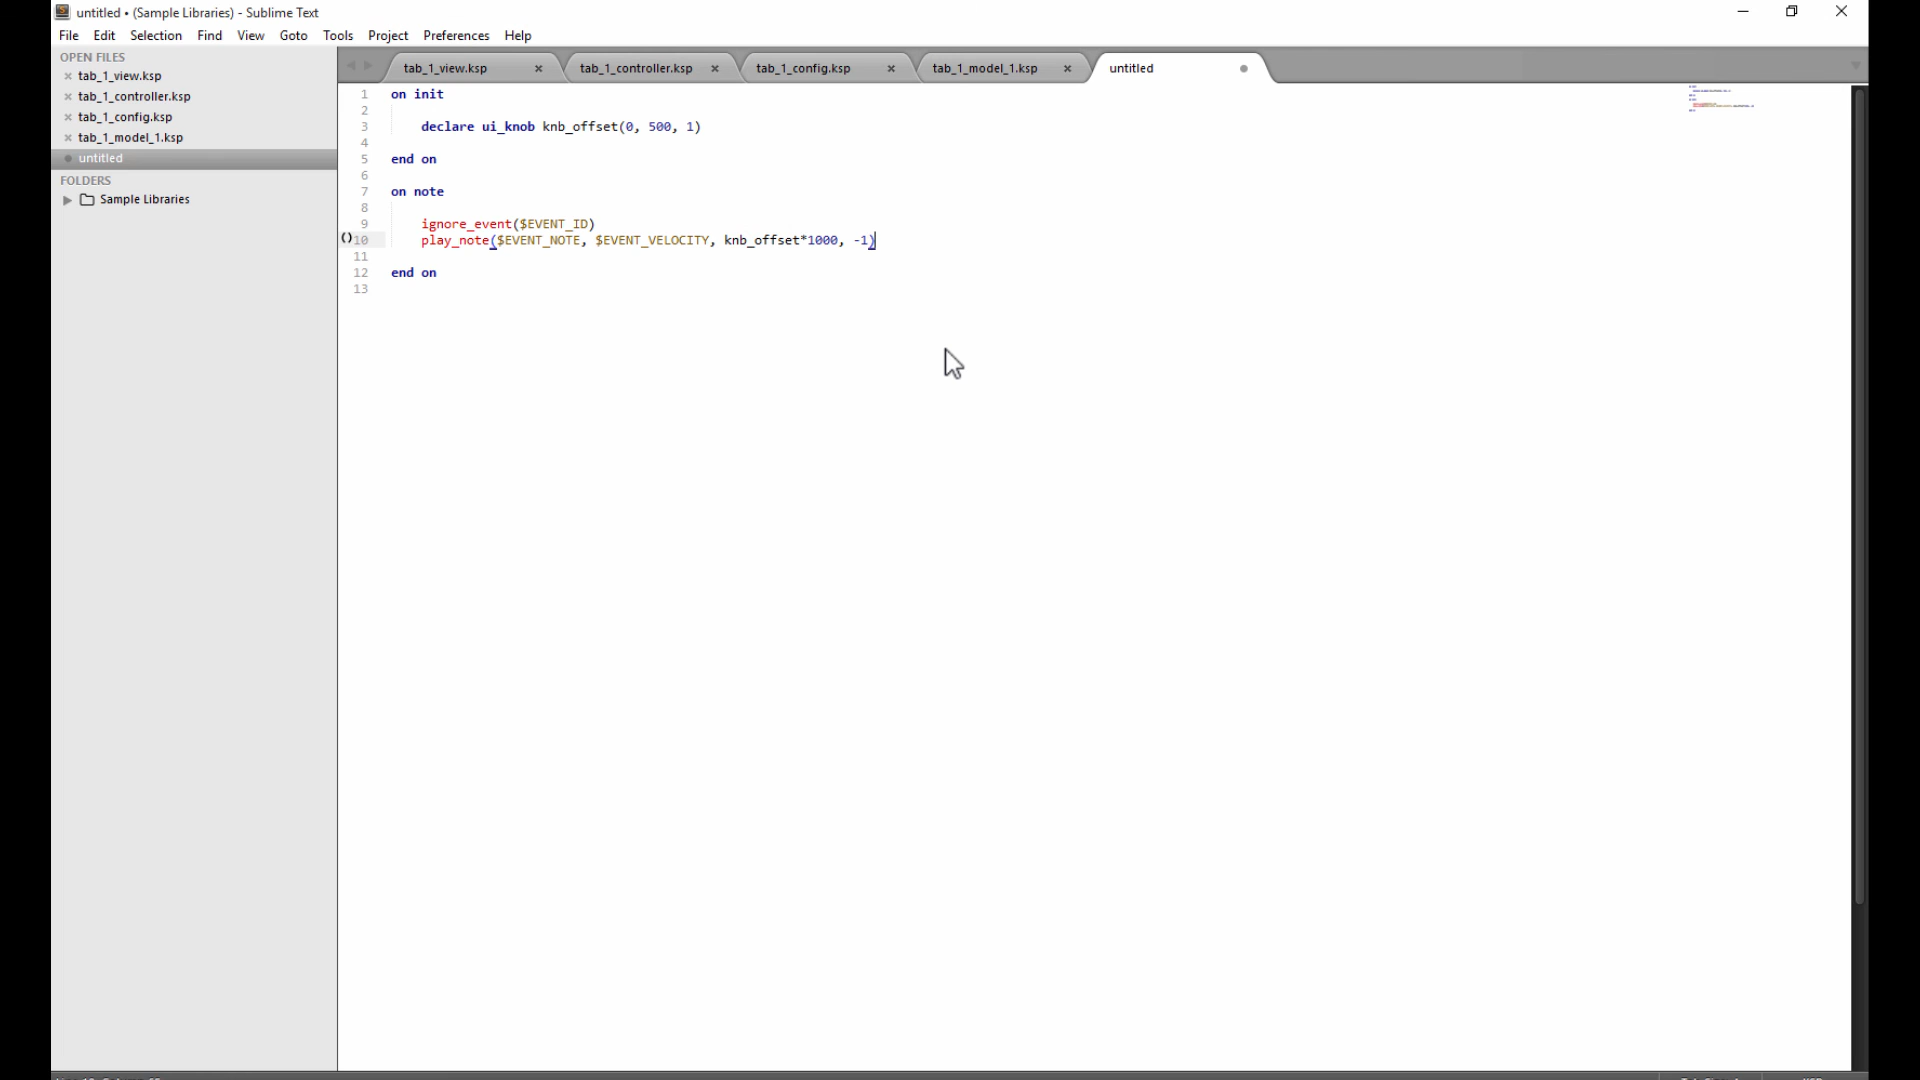 untitled • (Sample Libraries) - Sublime Text
File Edit Selection Find View Goto Tools Project Preferences Help
OPEN FILES
tab_1_view.ksp
tab_1_controller.ksp
tab_1_config.ksp
tab_1_model_1.ksp
untitled
FOLDERS
Sample Libraries
tab_1_view.ksp tab_1_controller.ksp tab_1_config.ksp tab_1_model_1.ksp untitled
1 on init
2
3 declare ui_knob knb_offset(0, 500, 1)
4
5 end on
6
7 on note
8
9 ignore_event($EVENT_ID)
10 play_note($EVENT_NOTE, $EVENT_VELOCITY, knb_offset*1000, -1)
11
12 end on
13